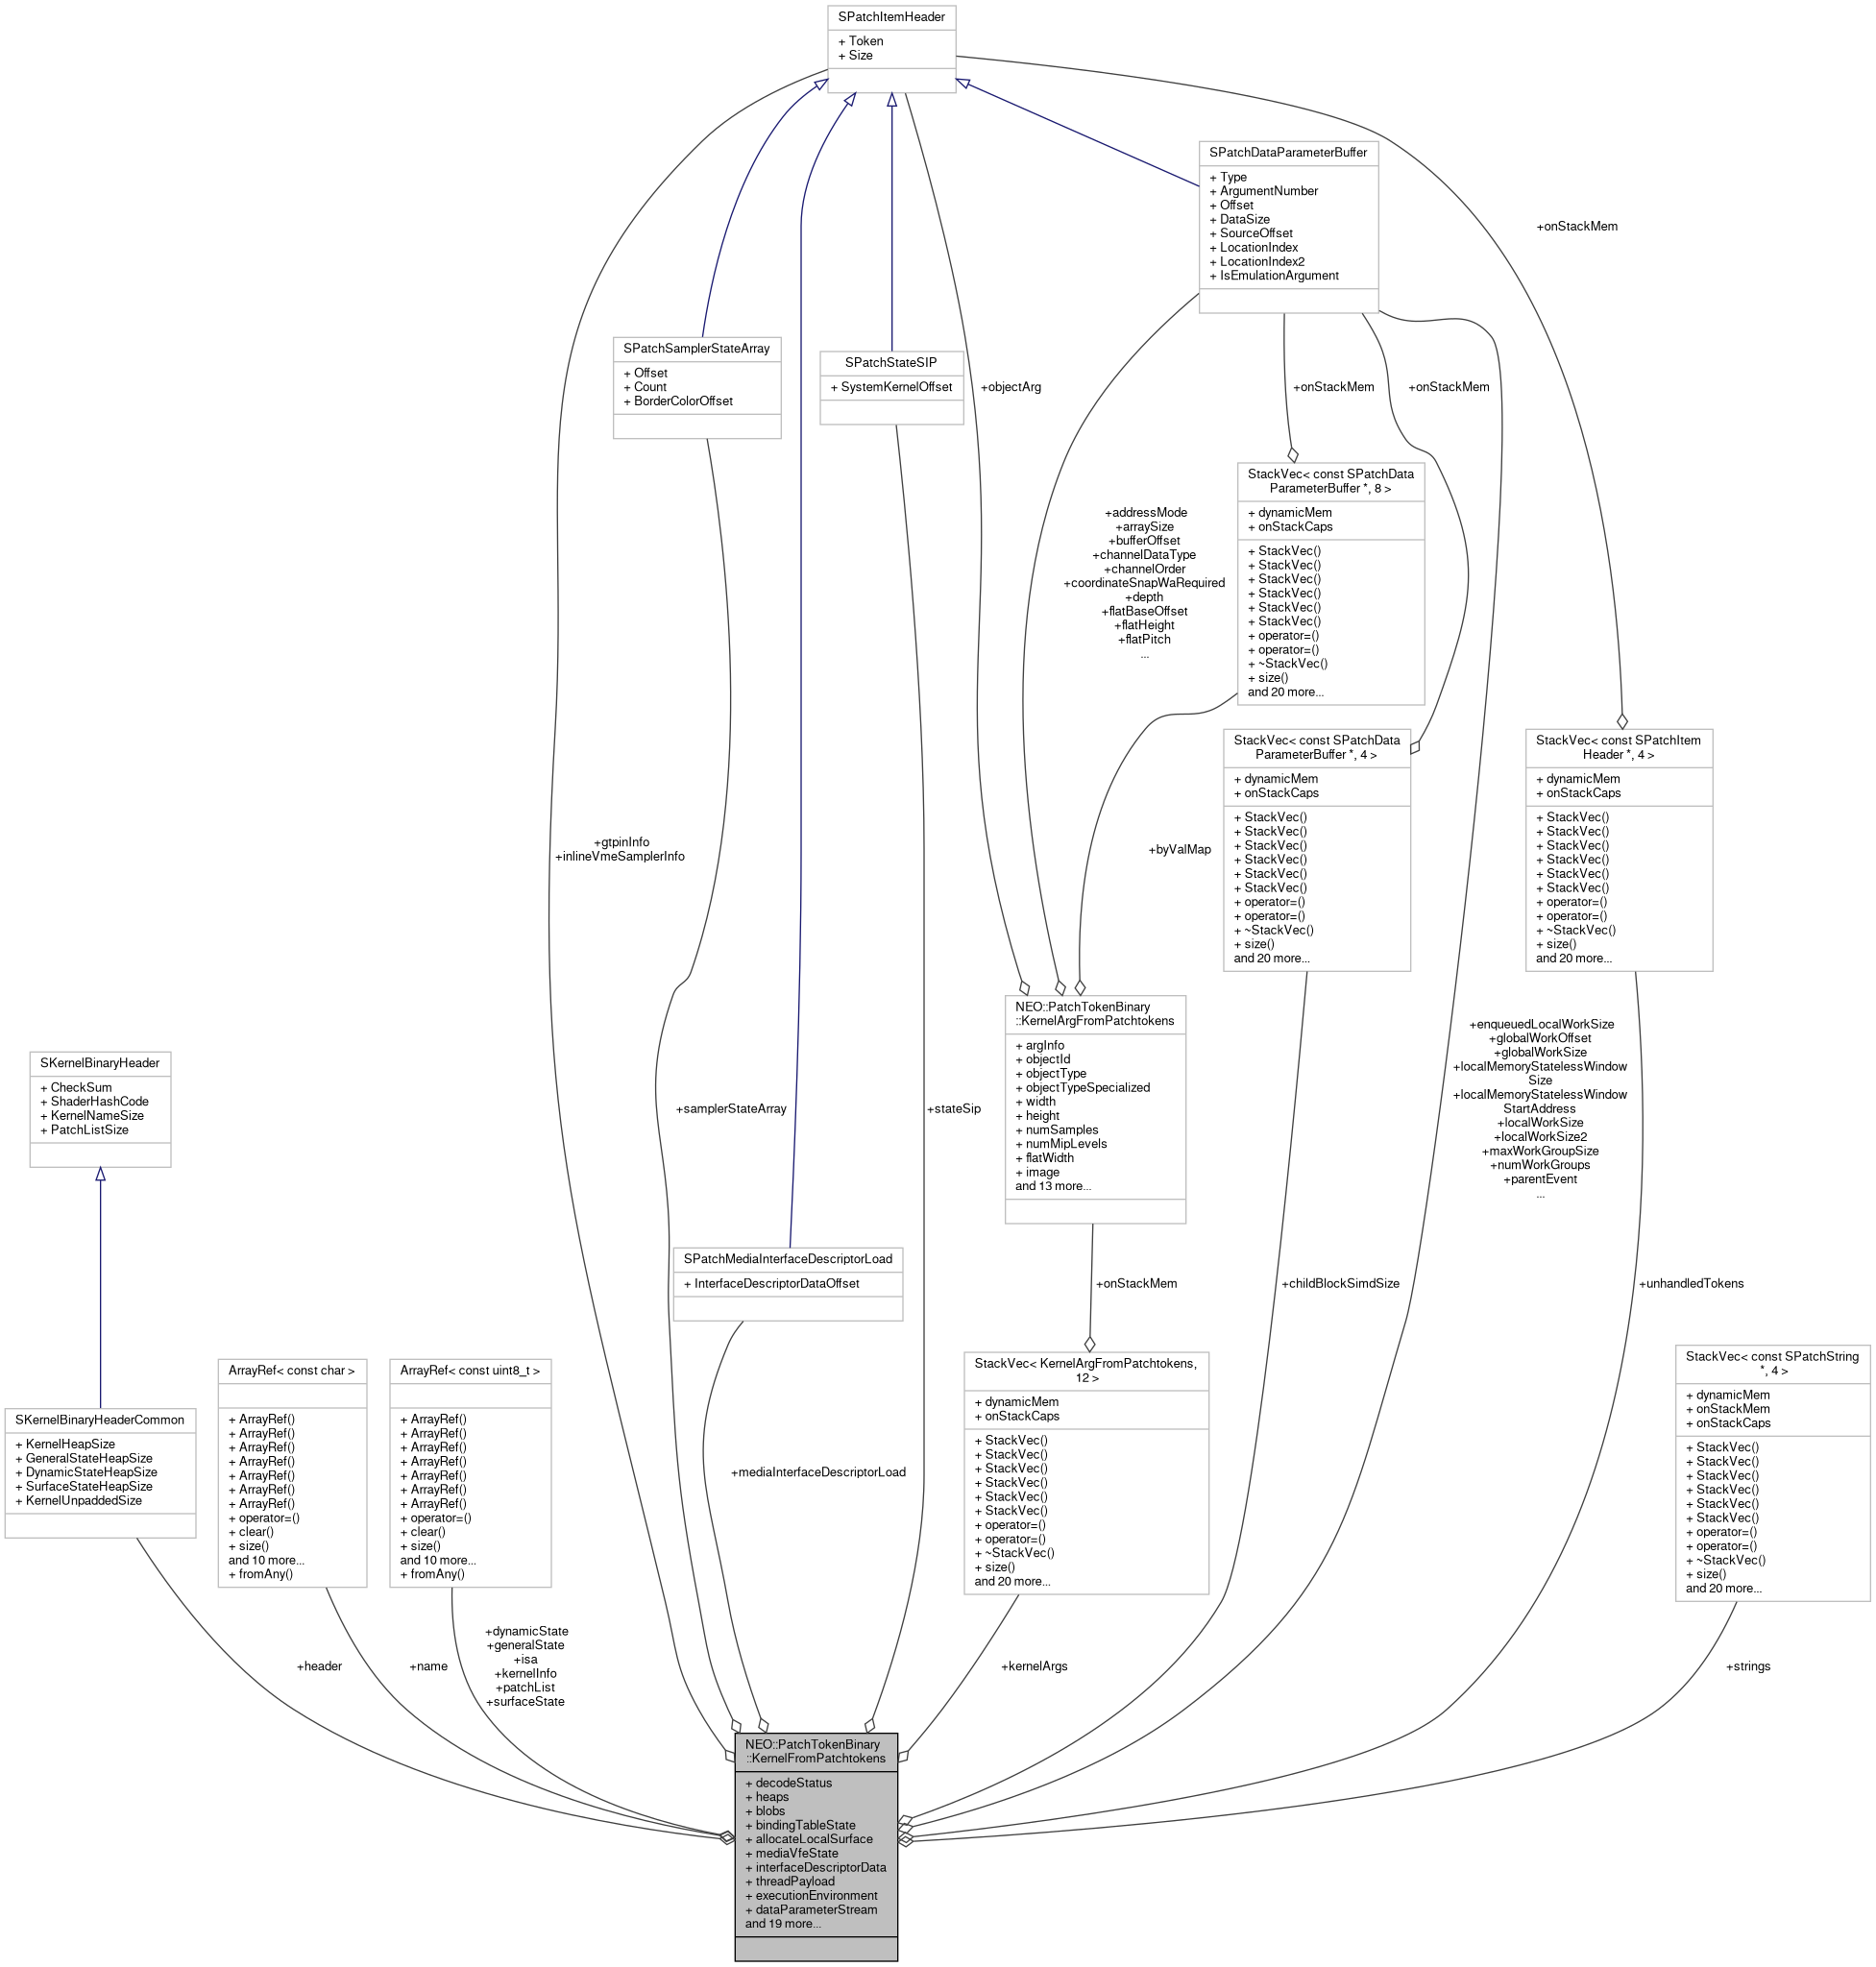 SPatchItemHeader
+ Token
+ Size
SPatchDataParameterBuffer
+ Type
+ ArgumentNumber
+ Offset
+ DataSize
+ SourceOffset
+ LocationIndex
+ LocationIndex2
+ IsEmulationArgument
+onStackMem
SPatchSamplerStateArray
+ Offset
+ Count
+ BorderColorOffset
SPatchStateSIP
+ SystemKernelOffset
+objectArg
+onStackMem
+onStackMem
+addressMode
+arraySize
+bufferOffset
+channelDataType
+channelOrder
+coordinateSnapWaRequired
+depth
+flatBaseOffset
+flatHeight
+flatPitch
...
StackVec< const SPatchData
ParameterBuffer *, 8 >
+ dynamicMem
+ onStackCaps
+ StackVec()
+ StackVec()
+ StackVec()
+ StackVec()
+ StackVec()
+ StackVec()
+ operator=()
+ operator=()
+ ~StackVec()
+ size()
and 20 more...
+gtpinInfo
+inlineVmeSamplerInfo
+byValMap
StackVec< const SPatchData
ParameterBuffer *, 4 >
+ dynamicMem
+ onStackCaps
+ StackVec()
+ StackVec()
+ StackVec()
+ StackVec()
+ StackVec()
+ StackVec()
+ operator=()
+ operator=()
+ ~StackVec()
+ size()
and 20 more...
StackVec< const SPatchItem
Header *, 4 >
+ dynamicMem
+ onStackCaps
+ StackVec()
+ StackVec()
+ StackVec()
+ StackVec()
+ StackVec()
+ StackVec()
+ operator=()
+ operator=()
+ ~StackVec()
+ size()
and 20 more...
SKernelBinaryHeader
+ CheckSum
+ ShaderHashCode
+ KernelNameSize
+ PatchListSize
+samplerStateArray
+stateSip
NEO::PatchTokenBinary
::KernelArgFromPatchtokens
+ argInfo
+ objectId
+ objectType
+ objectTypeSpecialized
+ width
+ height
+ numSamples
+ numMipLevels
+ flatWidth
+ image
and 13 more...
+enqueuedLocalWorkSize
+globalWorkOffset
+globalWorkSize
+localMemoryStatelessWindow
Size
+localMemoryStatelessWindow
StartAddress
+localWorkSize
+localWorkSize2
+maxWorkGroupSize
+numWorkGroups
+parentEvent
...
SPatchMediaInterfaceDescriptorLoad
+ InterfaceDescriptorDataOffset
+onStackMem
+childBlockSimdSize
+unhandledTokens
SKernelBinaryHeaderCommon
+ KernelHeapSize
+ GeneralStateHeapSize
+ DynamicStateHeapSize
+ SurfaceStateHeapSize
+ KernelUnpaddedSize
ArrayRef< const char >
+ ArrayRef()
+ ArrayRef()
+ ArrayRef()
+ ArrayRef()
+ ArrayRef()
+ ArrayRef()
+ ArrayRef()
+ operator=()
+ clear()
+ size()
and 10 more...
+ fromAny()
ArrayRef< const uint8_t >
+ ArrayRef()
+ ArrayRef()
+ ArrayRef()
+ ArrayRef()
+ ArrayRef()
+ ArrayRef()
+ ArrayRef()
+ operator=()
+ clear()
+ size()
and 10 more...
+ fromAny()
+mediaInterfaceDescriptorLoad
StackVec< KernelArgFromPatchtokens,
12 >
+ dynamicMem
+ onStackCaps
+ StackVec()
+ StackVec()
+ StackVec()
+ StackVec()
+ StackVec()
+ StackVec()
+ operator=()
+ operator=()
+ ~StackVec()
+ size()
and 20 more...
StackVec< const SPatchString
*, 4 >
+ dynamicMem
+ onStackMem
+ onStackCaps
+ StackVec()
+ StackVec()
+ StackVec()
+ StackVec()
+ StackVec()
+ StackVec()
+ operator=()
+ operator=()
+ ~StackVec()
+ size()
and 20 more...
+header
+name
+dynamicState
+generalState
+isa
+kernelInfo
+patchList
+surfaceState
+kernelArgs
+strings
NEO::PatchTokenBinary
::KernelFromPatchtokens
+ decodeStatus
+ heaps
+ blobs
+ bindingTableState
+ allocateLocalSurface
+ mediaVfeState
+ interfaceDescriptorData
+ threadPayload
+ executionEnvironment
+ dataParameterStream
and 19 more...